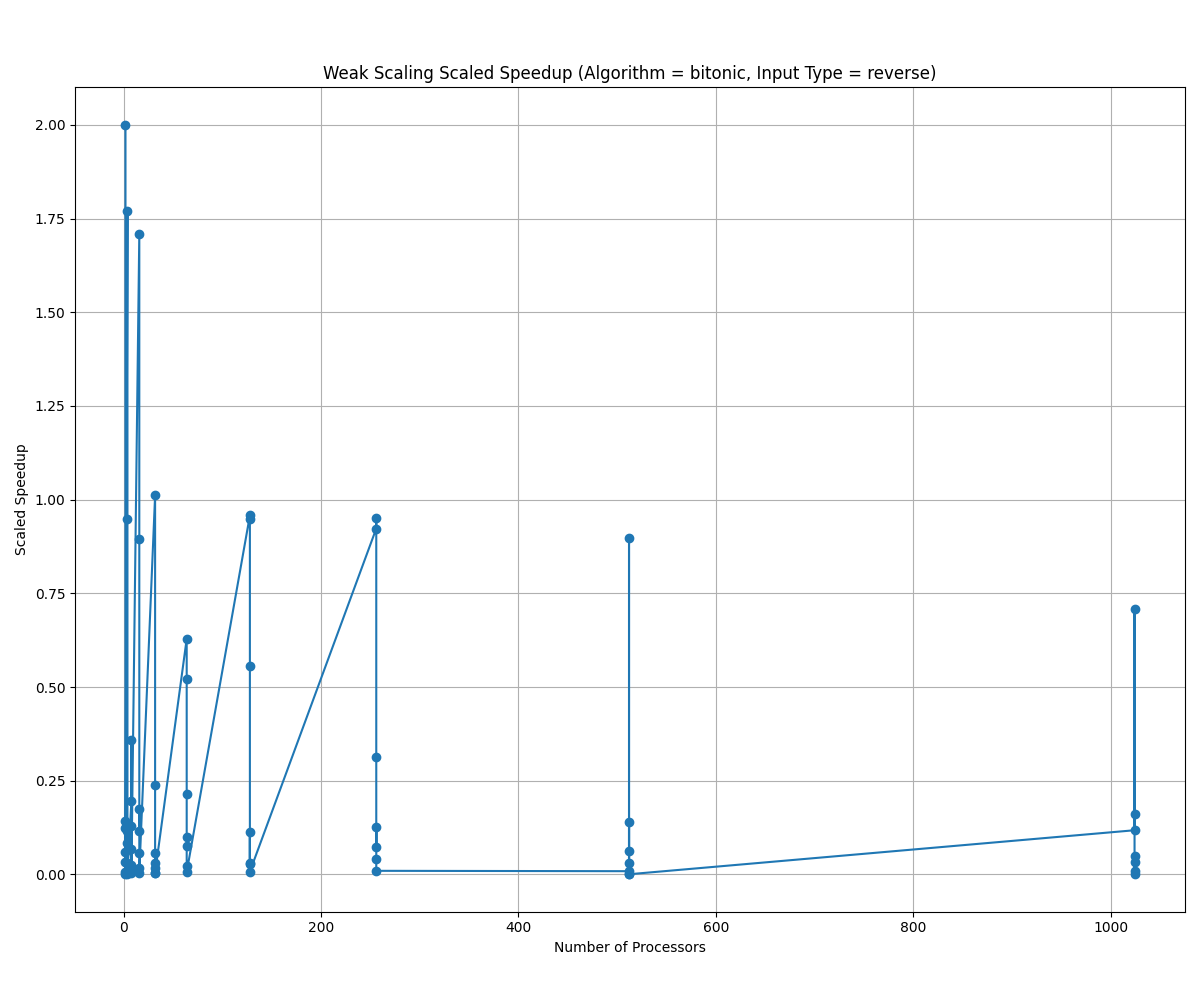 Weak Scaling Scaled Speedup (Algorithm = bitonic, Input Type = reverse)
2.00
1.75
1.50
1.25
1.00
0.75
0.50
0.25
0.00
Scaled Speedup
0 200 400 600 800 1000
Number of Processors